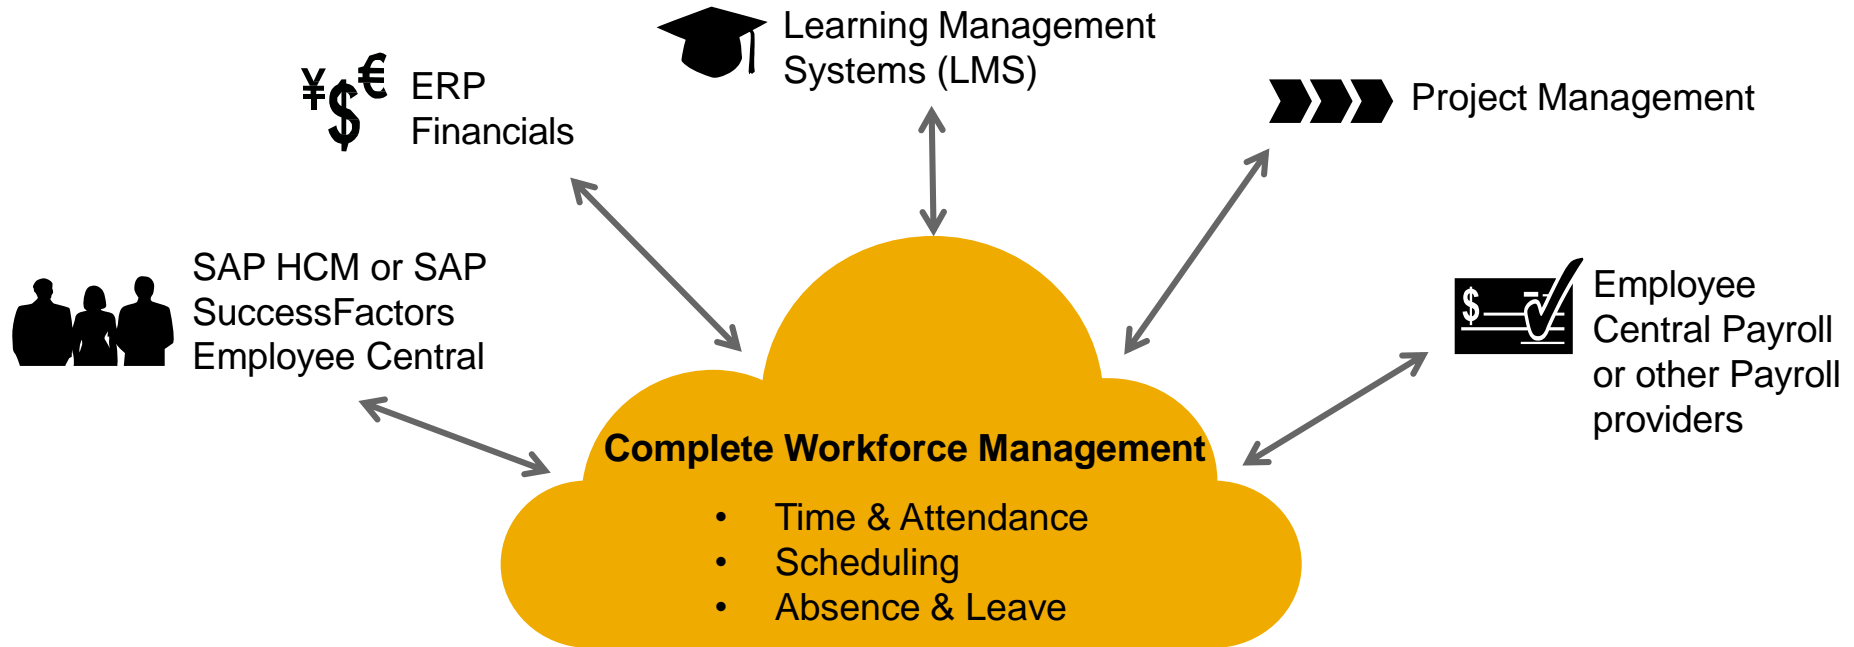 Learning Management
Systems (LMS)
¥$€
ERP
Financials
Project Management
SAP HCM or SAP
SuccessFactors
Employee Central
$
Employee
Central Payroll
or other Payroll
providers
Complete Workforce Management
• Time & Attendance
• Scheduling
• Absence & Leave